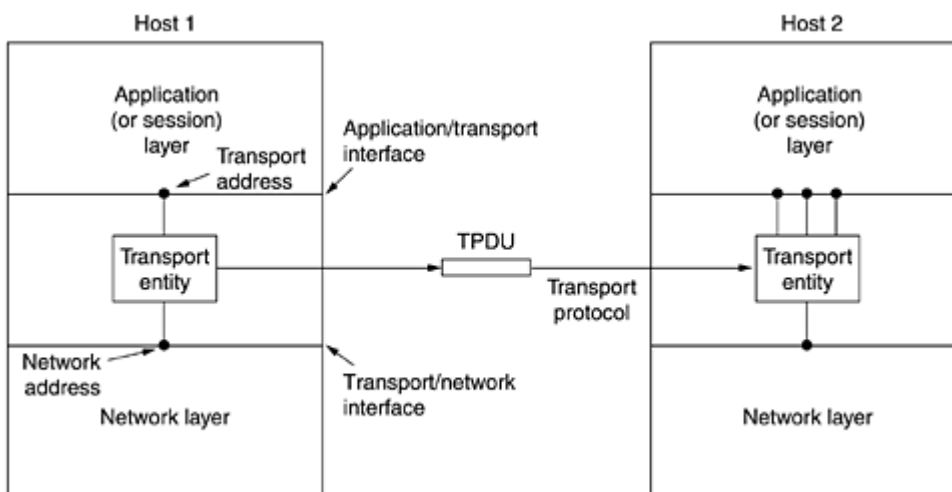 Host 1
Host 2
Application
(or session)
layer
Transport
address
Application/transport
interface
Application
(or session)
layer
Transport
entity
TPDU
Transport
protocol
Transport
entity
Network
address
Transport/network
interface
Network layer
Network layer